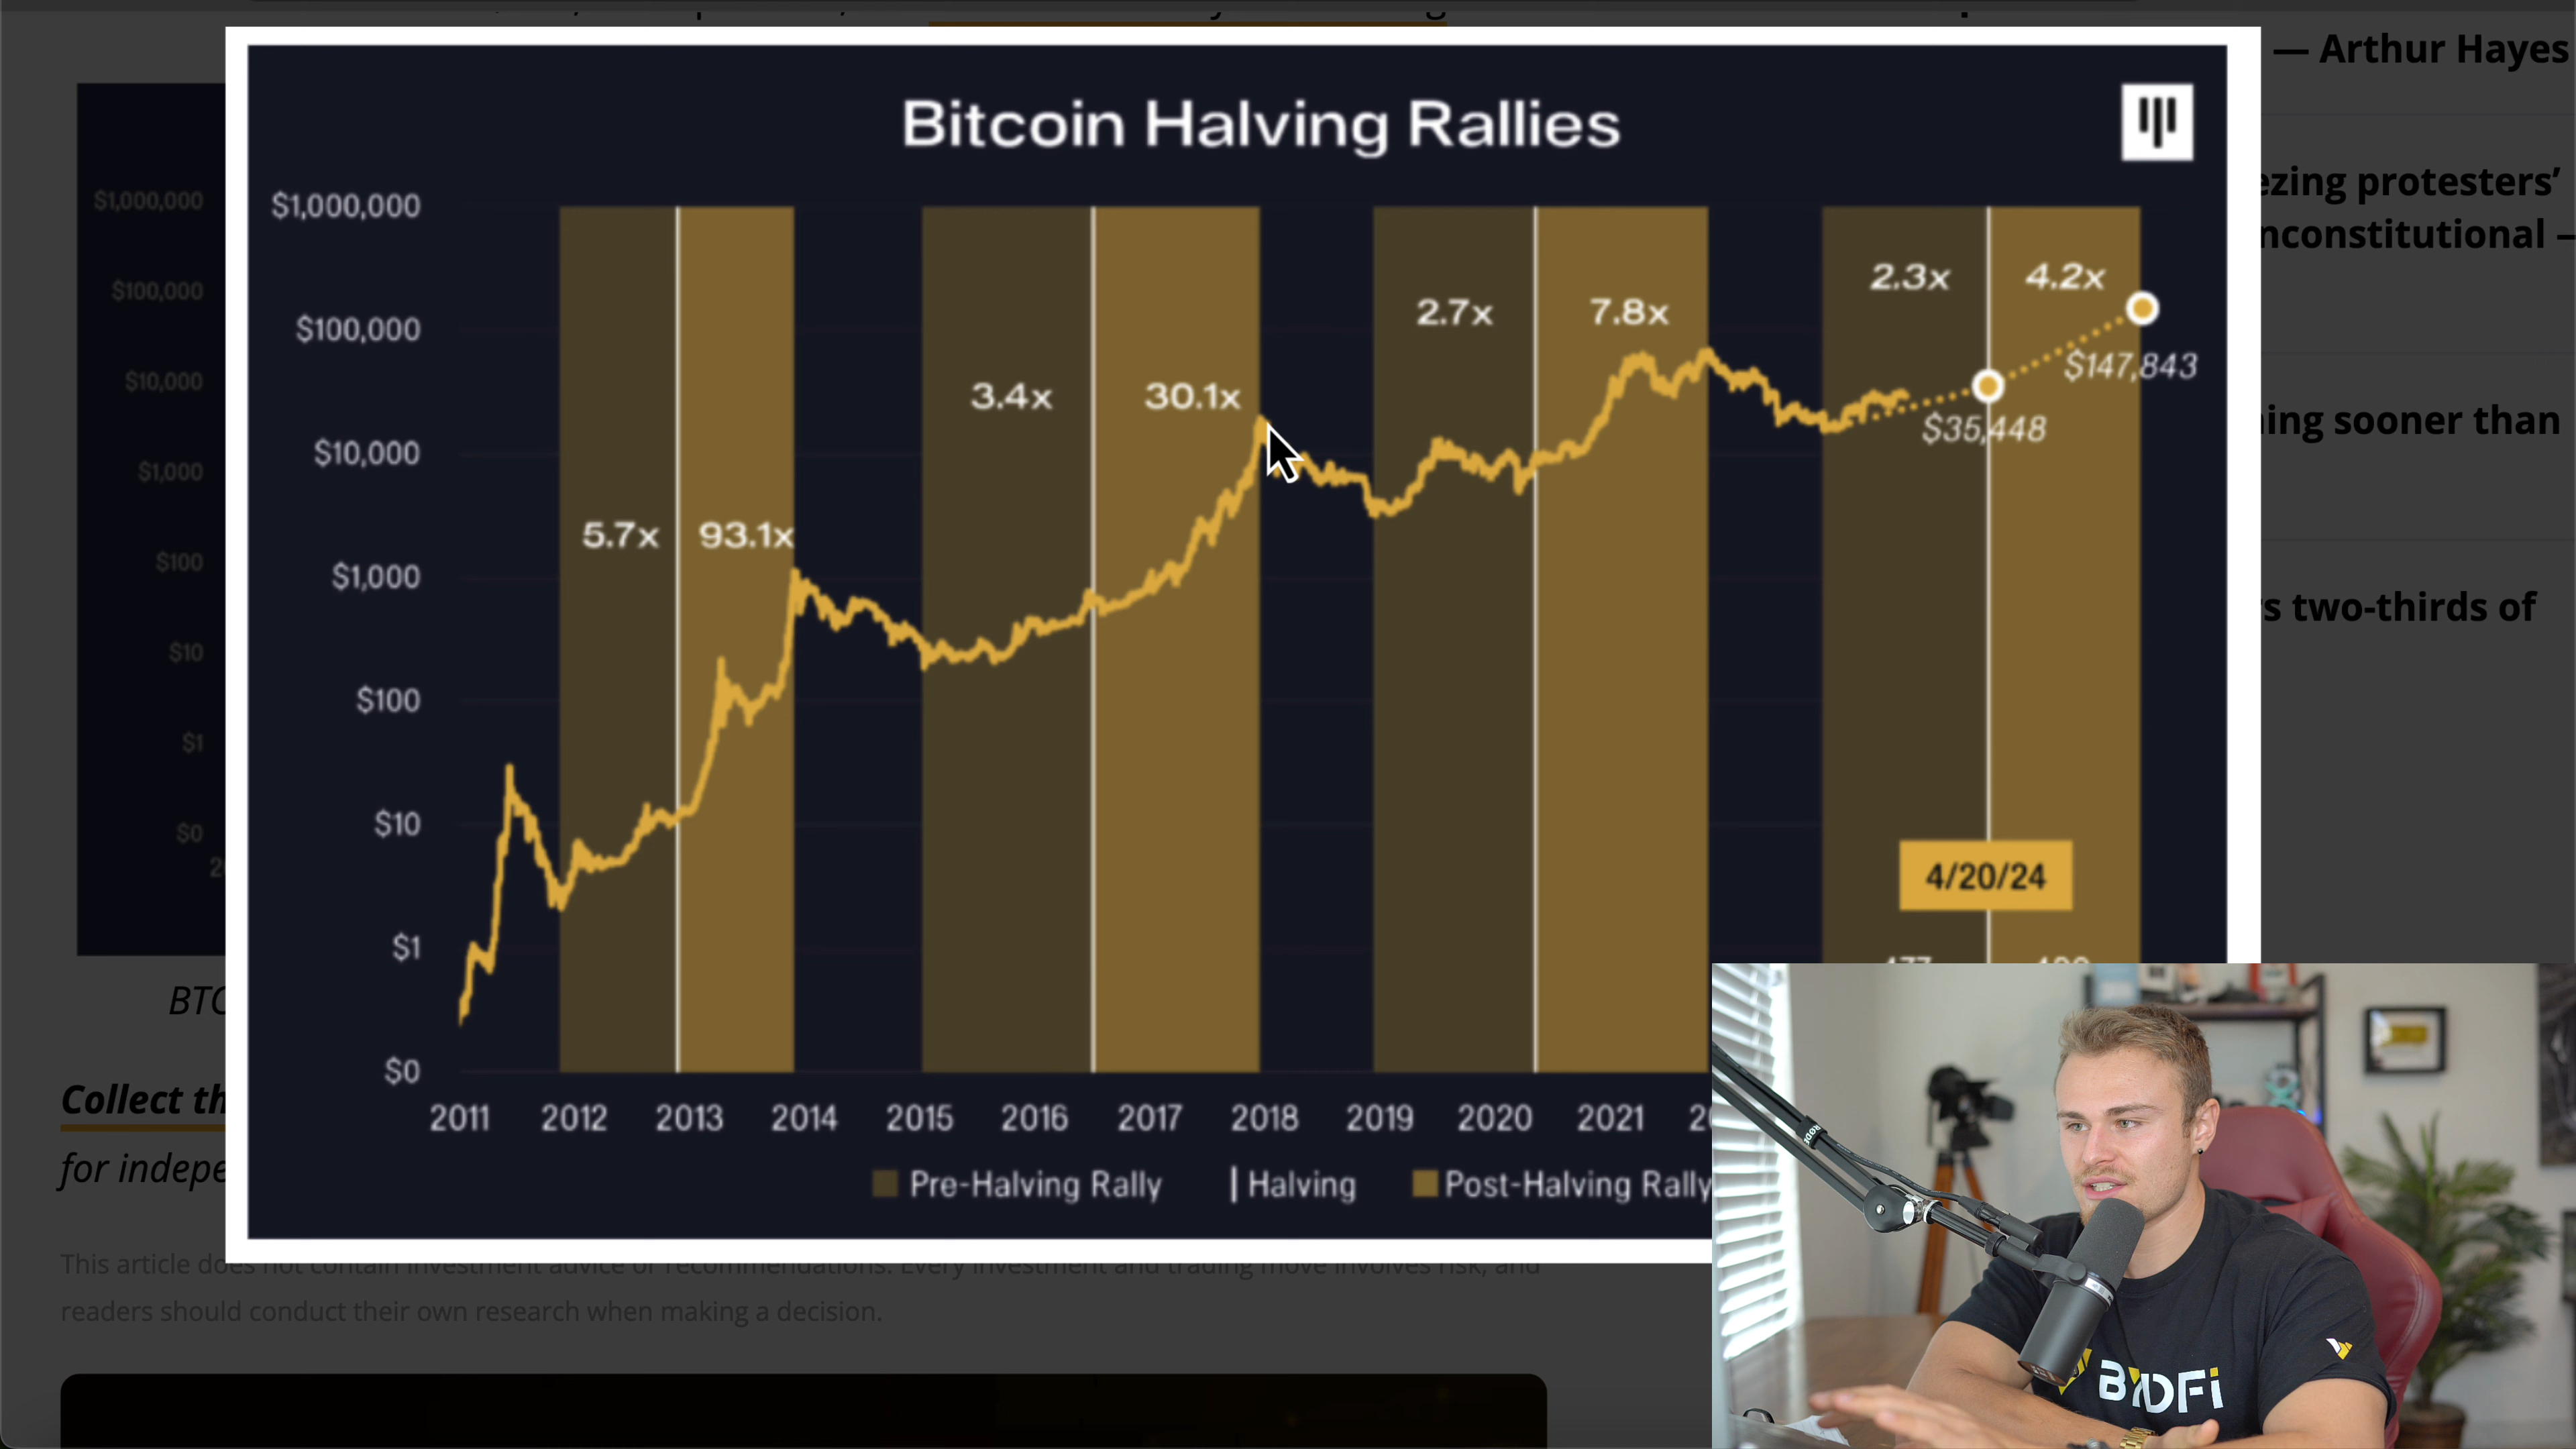 — Arthur Hayes
Bitcoin Halving Rallies
ezing protesters’
nconstitutional –
ing sooner than
s two-thirds of
$1,000,000
$100,000
$10,000
$1,000
$100
$10
$1
$0
$1,000,000
$100,000
$10,000
$1,000
$100
$10
$1
$0
5.7x
93.1x
3.4x
30.1x
2.7x
7.8x
2.3x
4.2x
$147,843
$35,448
4/20/24
2011 2012 2013 2014 2015 2016 2017 2018 2019 2020 2021
Pre-Halving Rally Halving Post-Halving Rally
BTC
Collect th
for indepe
This article does not contain investment advice or recommendations. Every investment and trading move involves risk, and
readers should conduct their own research when making a decision.
BYDFi